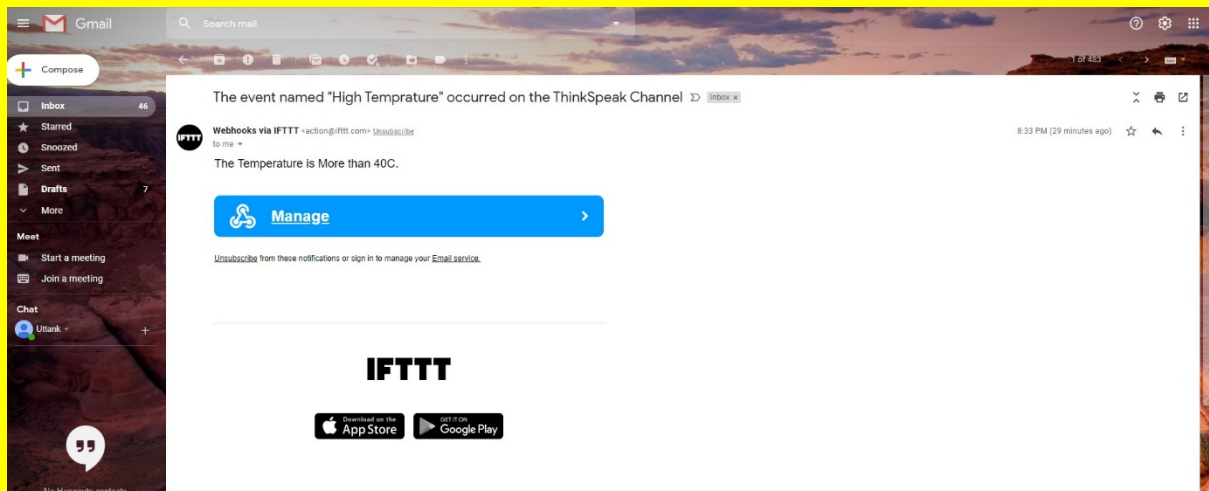 Gmail
Search mail
Compose
1 of 483
Inbox 46
Starred
Snoozed
Sent
Drafts 7
More
Meet
Start a meeting
Join a meeting
Chat
Uttank
The event named "High Temprature" occurred on the ThinkSpeak Channel Inbox x
IFTTT
Webhooks via IFTTT <action@ifttt.com> Unsubscribe
8:33 PM (29 minutes ago)
to me
The Temperature is More than 40C.
Manage
Unsubscribe from these notifications or sign in to manage your Email service.
IFTTT
Download on the
App Store
GET IT ON
Google Play
No Hangouts contacts